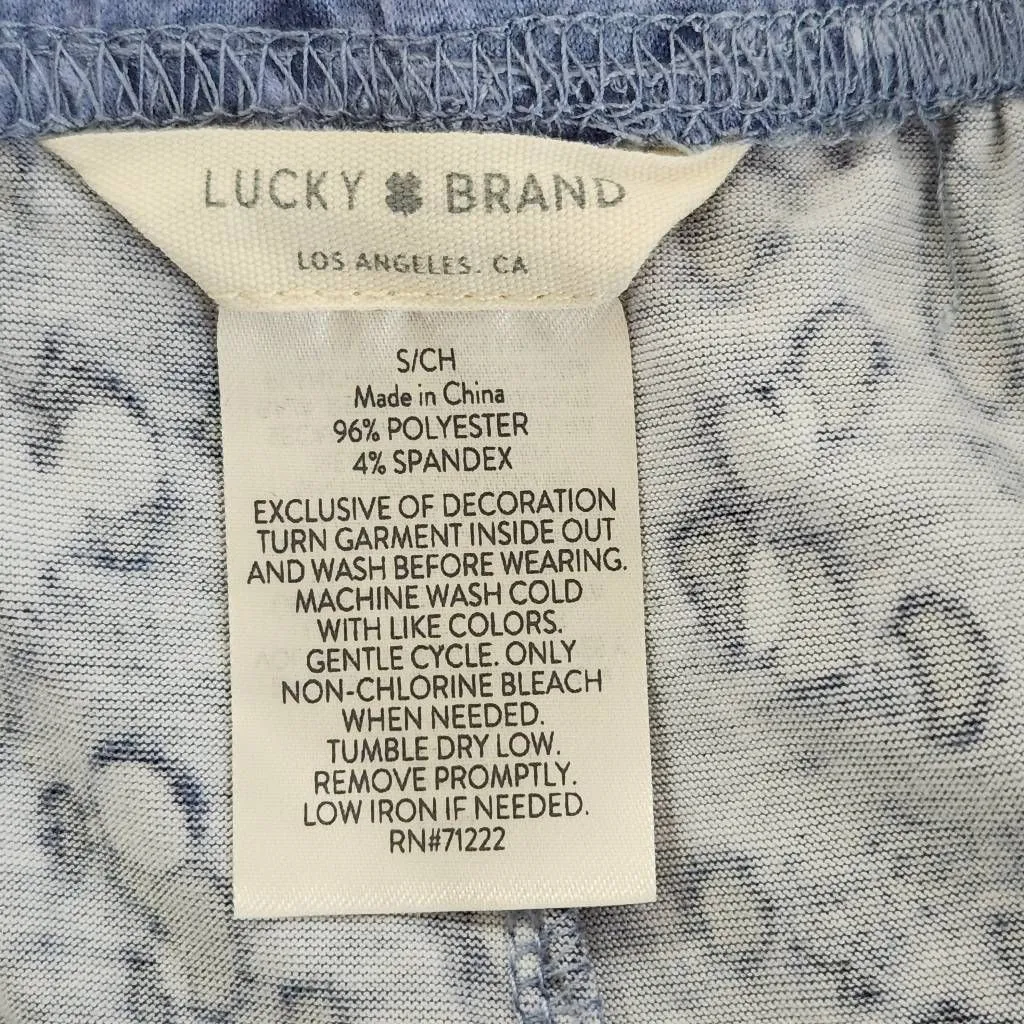 LUCKY BRAND
LOS ANGELES. CA
S/CH
Made in China
96% POLYESTER
4% SPANDEX
EXCLUSIVE OF DECORATION
TURN GARMENT INSIDE OUT
AND WASH BEFORE WEARING.
MACHINE WASH COLD
WITH LIKE COLORS.
GENTLE CYCLE. ONLY
NON-CHLORINE BLEACH
WHEN NEEDED.
TUMBLE DRY LOW.
REMOVE PROMPTLY.
LOW IRON IF NEEDED.
RN#71222